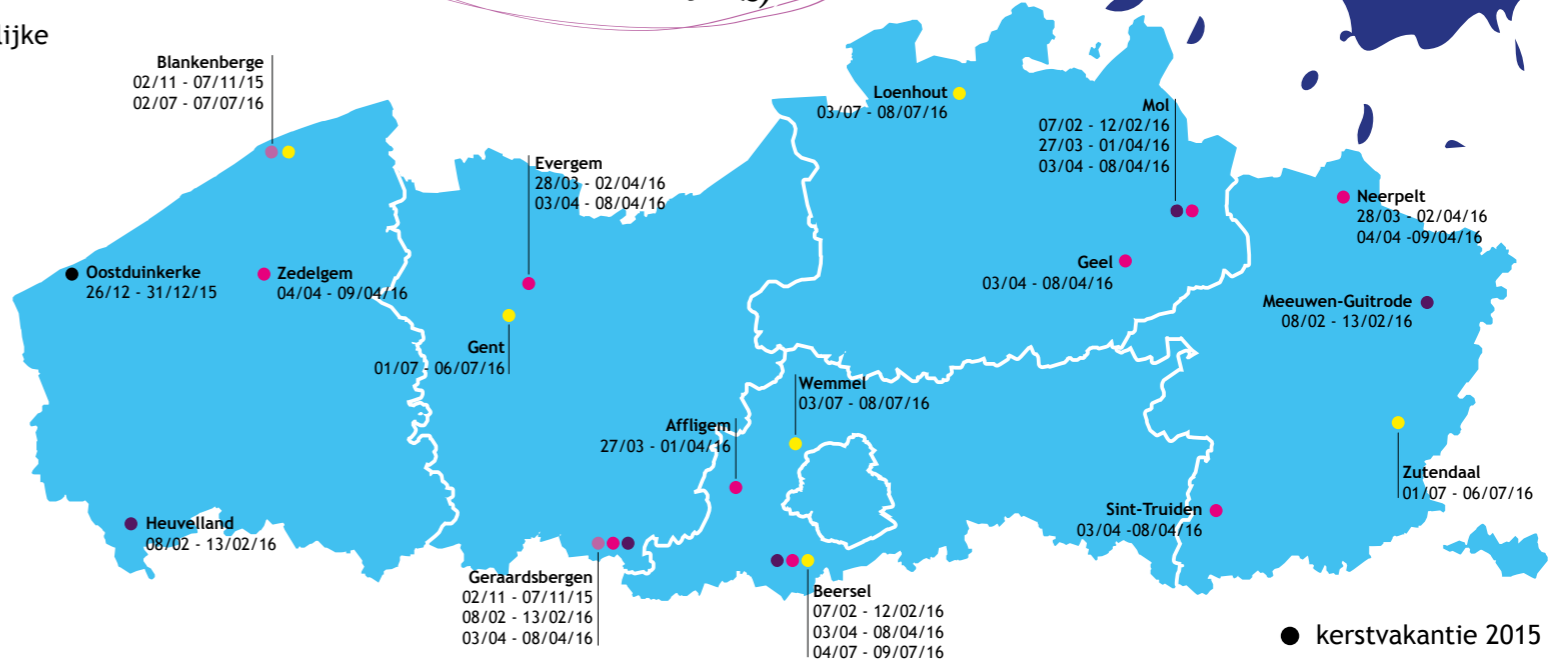 lijke
Blankenberge
02/11 - 07/11/15
02/07 - 07/07/16
Loenhout
03/07 - 08/07/16
Mol
07/02 - 12/02/16
27/03 - 01/04/16
03/04 - 08/04/16
Evergem
28/03 - 02/04/16
03/04 - 08/04/16
Neerpelt
28/03 - 02/04/16
04/04 -09/04/16
Oostduinkerke
26/12 - 31/12/15
Zedelgem
04/04 - 09/04/16
Geel
03/04 - 08/04/16
Meeuwen-Guitrode
08/02 - 13/02/16
Gent
01/07 - 06/07/16
Wemmel
03/07 - 08/07/16
Affligem
27/03 - 01/04/16
Zutendaal
01/07 - 06/07/16
Sint-Truiden
03/04 -08/04/16
Heuvelland
08/02 - 13/02/16
Geraardsbergen
02/11 - 07/11/15
08/02 - 13/02/16
03/04 - 08/04/16
Beersel
07/02 - 12/02/16
03/04 - 08/04/16
04/07 - 09/07/16
kerstvakantie 2015